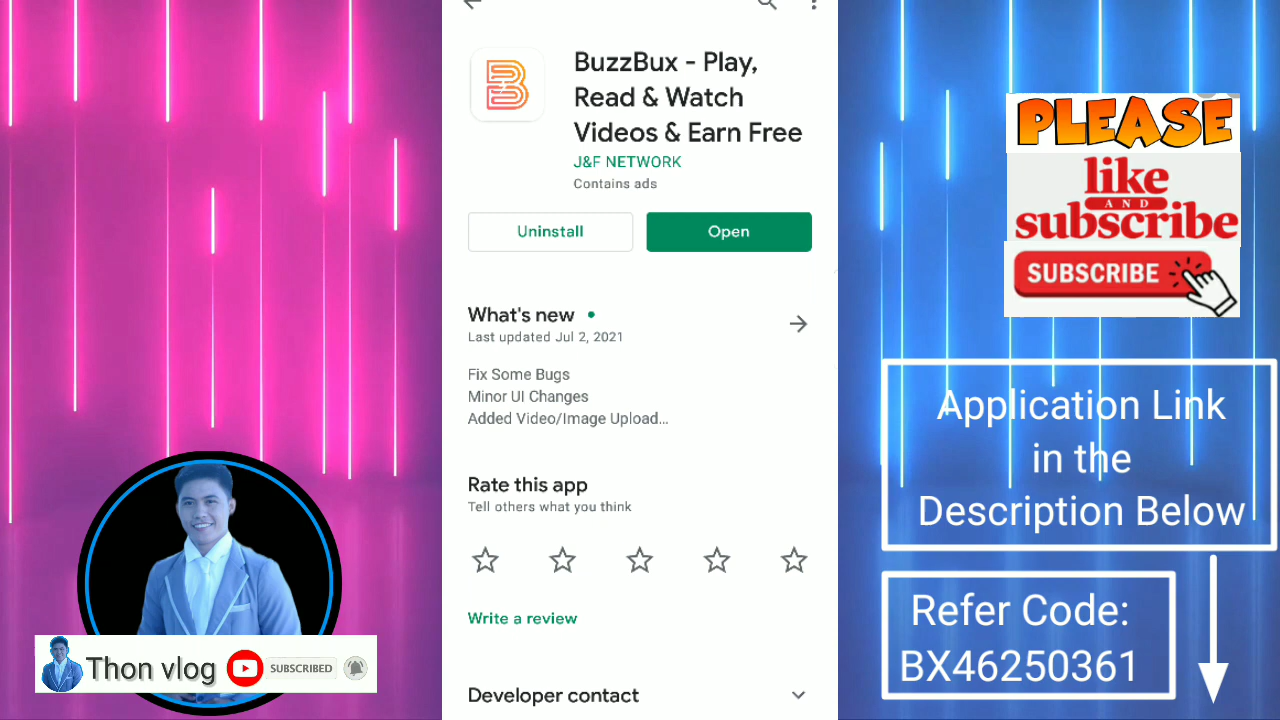 BuzzBux - Play,
Read & Watch
Videos & Earn Free
J&F NETWORK
Contains ads
Uninstall
Open
What's new
Last updated Jul 2, 2021
Fix Some Bugs
Minor UI Changes
Added Video/Image Upload...
Rate this app
Tell others what you think
Write a review
Developer contact
Thon vlog
SUBSCRIBED
PLEASE
like
AND
subscribe
SUBSCRIBE
Application Link
in the
Description Below
Refer Code:
BX46250361